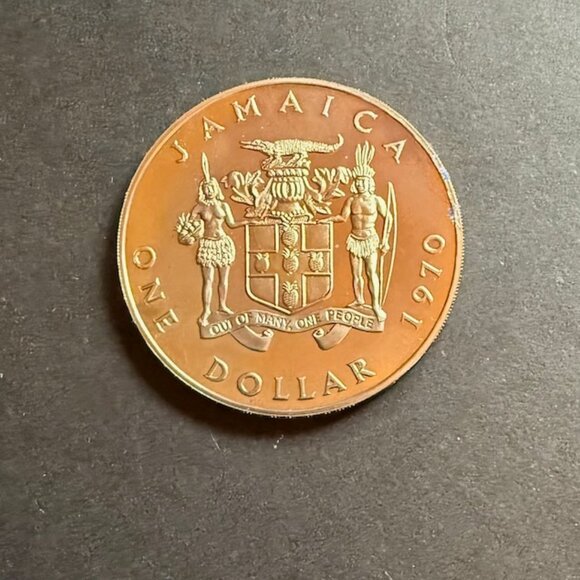 JAMAICA
OUT OF MANY, ONE PEOPLE
ONE DOLLAR 1970